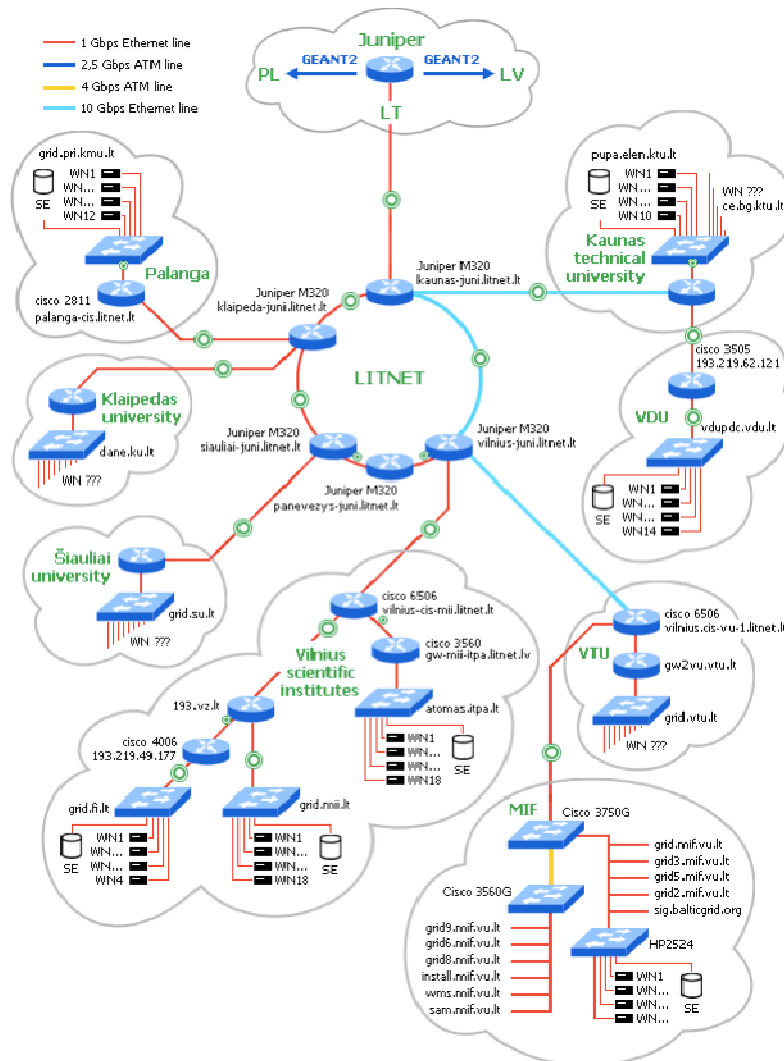 1 Gbps Ethernet line
2,5 Gbps ATM line
4 Gbps ATM line
10 Gbps Ethernet line
Juniper
GEANT2
GEANT2
PL
LV
LT
grid.pri.kmu.lt
WN1
WN...
WN...
WN12
SE
Palanga
cisco 2811
palanga-cis.litnet.lt
pupa.elen.ktu.lt
WN1
WN...
WN...
WN10
SE
WN ???
ce.bg.ktu.lt
Kaunas
technical
university
Juniper M320
kaunas-juni.litnet.lt
Juniper M320
klaipeda-juni.litnet.lt
LITNET
Klaipedas
university
dane.ku.lt
WN ???
cisco 3505
193.219.62.121
VDU
vdupdc.vdu.lt
WN1
WN...
WN...
WN14
SE
Juniper M320
siauliai-juni.litnet.lt
Juniper M320
vilnius-juni.litnet.lt
Juniper M320
panevezys-juni.litnet.lt
Šiauliai
university
grid.su.lt
WN ???
cisco 6506
vilnius-cis-mii.litnet.lt
cisco 3560
gw-mii-itpa.litnet.lv
Vilnius
scientific
institutes
atomas.itpa.lt
WN1
WN...
WN...
WN18
SE
193.vz.lt
cisco 4006
193.219.49.177
grid.fi.lt
WN1
WN...
WN...
WN4
SE
grid.mii.lt
WN1
WN...
WN...
WN18
SE
cisco 6506
vilnius.cis-vu-1.litnet.lt
VTU
gw2vu.vtu.lt
grid.vtu.lt
WN ???
MIF
Cisco 3750G
grid.mif.vu.lt
grid3.mif.vu.lt
grid5.mif.vu.lt
grid2.mif.vu.lt
sig.balticgrid.org
Cisco 3560G
grid9.mif.vu.lt
grid6.mif.vu.lt
grid8.mif.vu.lt
install.mif.vu.lt
wms.mif.vu.lt
sam.mif.vu.lt
HP2524
WN1
WN...
WN...
WN...
SE